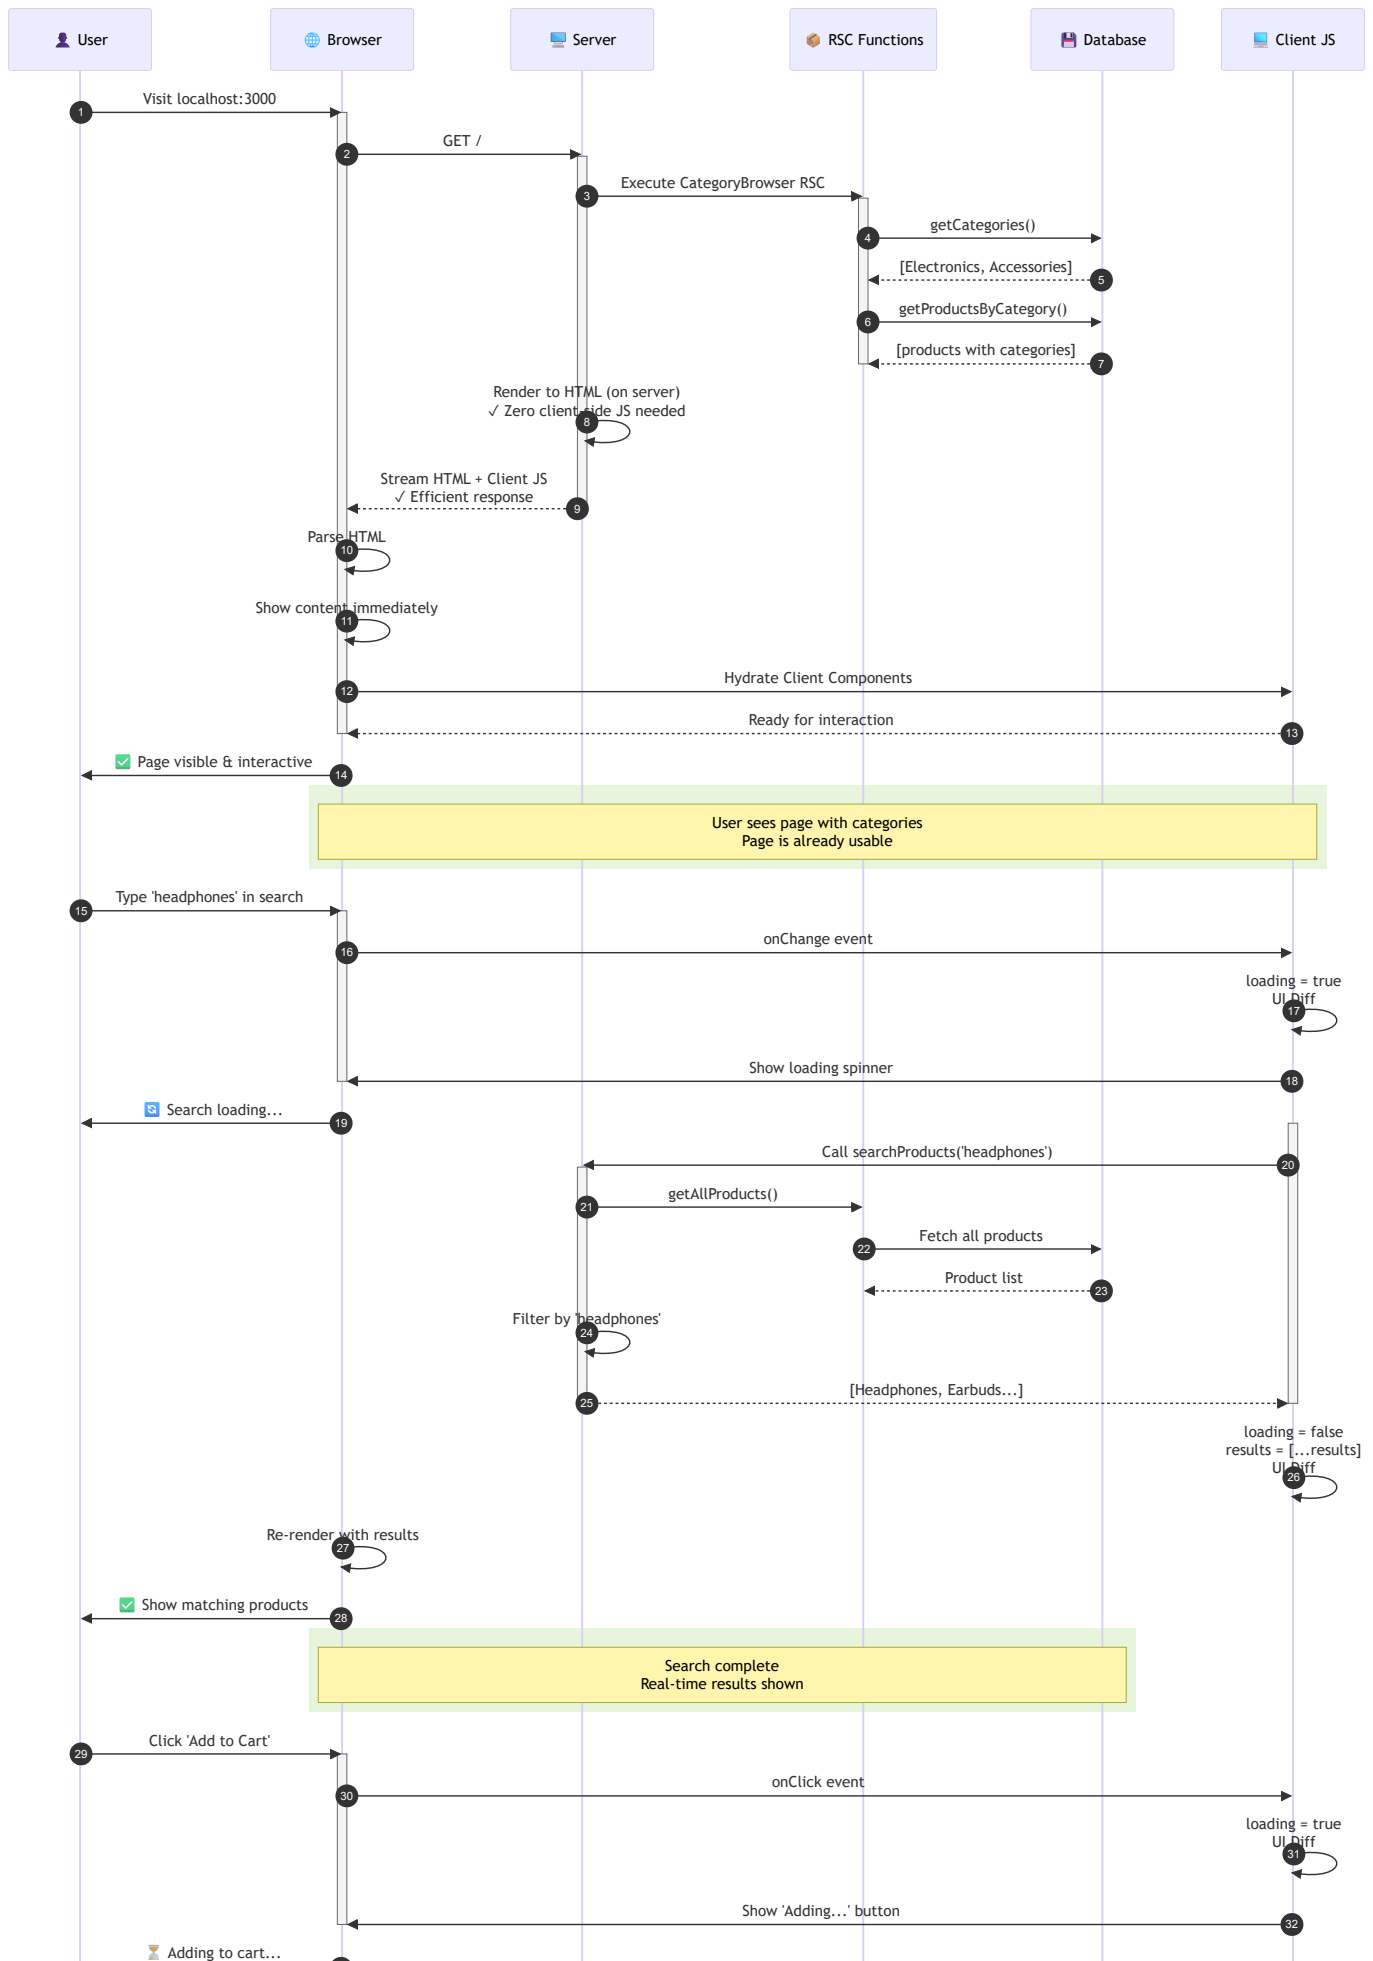 👤 User
🌐 Browser
🖥️ Server
📦 RSC Functions
💾 Database
💻 Client JS
Visit localhost:3000
1
GET /
2
Execute CategoryBrowser RSC
3
getCategories()
4
[Electronics, Accessories]
5
getProductsByCategory()
6
[products with categories]
7
Render to HTML (on server)
✓ Zero client-side JS needed
8
Stream HTML + Client JS
✓ Efficient response
9
Parse HTML
10
Show content immediately
11
Hydrate Client Components
12
Ready for interaction
13
✅ Page visible & interactive
14
User sees page with categories
Page is already usable
Type 'headphones' in search
15
onChange event
16
loading = true
UI Diff
17
Show loading spinner
18
🔄 Search loading...
19
Call searchProducts('headphones')
20
getAllProducts()
21
Fetch all products
22
Product list
23
Filter by 'headphones'
24
[Headphones, Earbuds...]
25
loading = false
results = [...results]
UI Diff
26
Re-render with results
27
✅ Show matching products
28
Search complete
Real-time results shown
Click 'Add to Cart'
29
onClick event
30
loading = true
UI Diff
31
Show 'Adding...' button
32
⏳ Adding to cart...